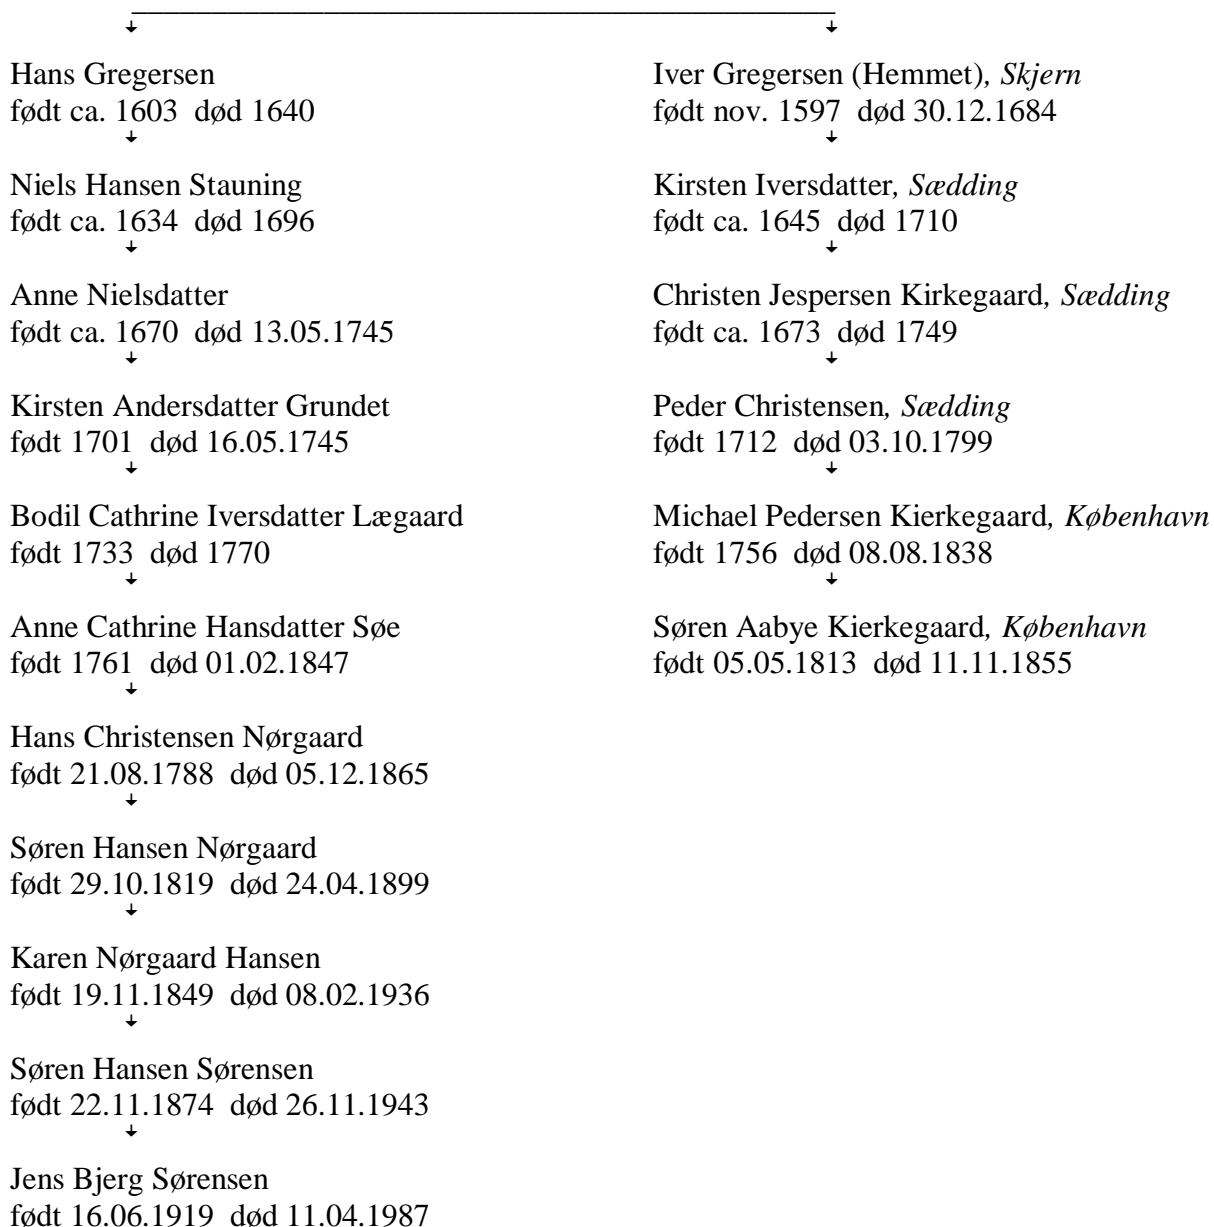 Hans Gregersen
født ca. 1603 død 1640
Niels Hansen Stauning
født ca. 1634 død 1696
Anne Nielsdatter
født ca. 1670 død 13.05.1745
Kirsten Andersdatter Grundet
født 1701 død 16.05.1745
Bodil Cathrine Iversdatter Lægaard
født 1733 død 1770
Anne Cathrine Hansdatter Søe
født 1761 død 01.02.1847
Hans Christensen Nørgaard
født 21.08.1788 død 05.12.1865
Søren Hansen Nørgaard
født 29.10.1819 død 24.04.1899
Karen Nørgaard Hansen
født 19.11.1849 død 08.02.1936
Søren Hansen Sørensen
født 22.11.1874 død 26.11.1943
Jens Bjerg Sørensen
født 16.06.1919 død 11.04.1987
Iver Gregersen (Hemmet), Skjern
født nov. 1597 død 30.12.1684
Kirsten Iversdatter, Sædding
født ca. 1645 død 1710
Christen Jespersen Kirkegaard, Sædding
født ca. 1673 død 1749
Peder Christensen, Sædding
født 1712 død 03.10.1799
Michael Pedersen Kierkegaard, København
født 1756 død 08.08.1838
Søren Aabye Kierkegaard, København
født 05.05.1813 død 11.11.1855